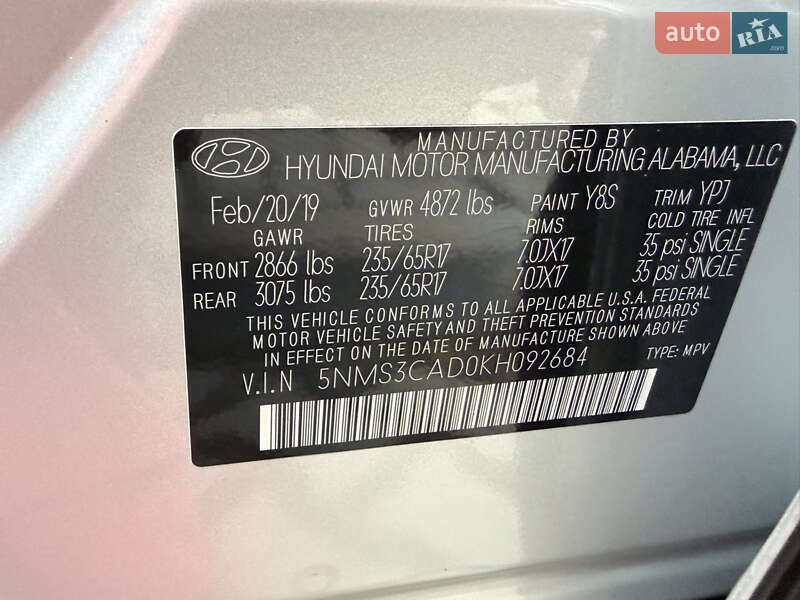 auto RIA .com
MANUFACTURED BY
HYUNDAI MOTOR MANUFACTURING ALABAMA, LLC
Feb/20/19 GVWR 4872 lbs PAINT Y8S TRIM YPJ
GAWR TIRES RIMS COLD TIRE INFL
FRONT 2866 lbs 235/65R17 7.0JX17 35 psi SINGLE
REAR 3075 lbs 235/65R17 7.0JX17 35 psi SINGLE
THIS VEHICLE CONFORMS TO ALL APPLICABLE U.S.A. FEDERAL
MOTOR VEHICLE SAFETY AND THEFT PREVENTION STANDARDS
IN EFFECT ON THE DATE OF MANUFACTURE SHOWN ABOVE
V.I.N 5NMS3CAD0KH092684 TYPE: MPV